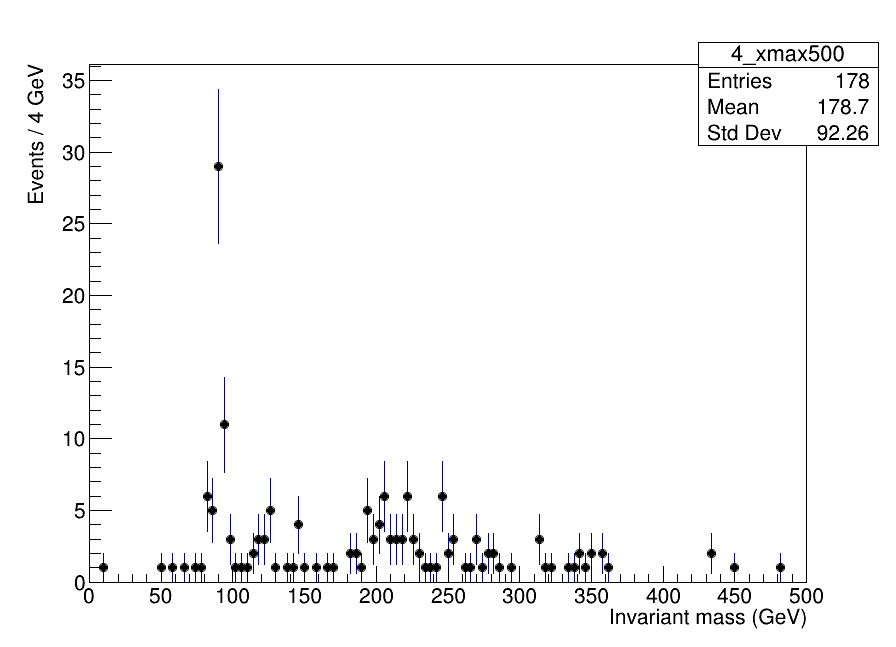 4_xmax500
Entries 178
Mean 178.7
Std Dev 92.26
Events / 4 GeV
35
30
25
20
15
10
5
0
0 50 100 150 200 250 300 350 400 450 500
Invariant mass (GeV)